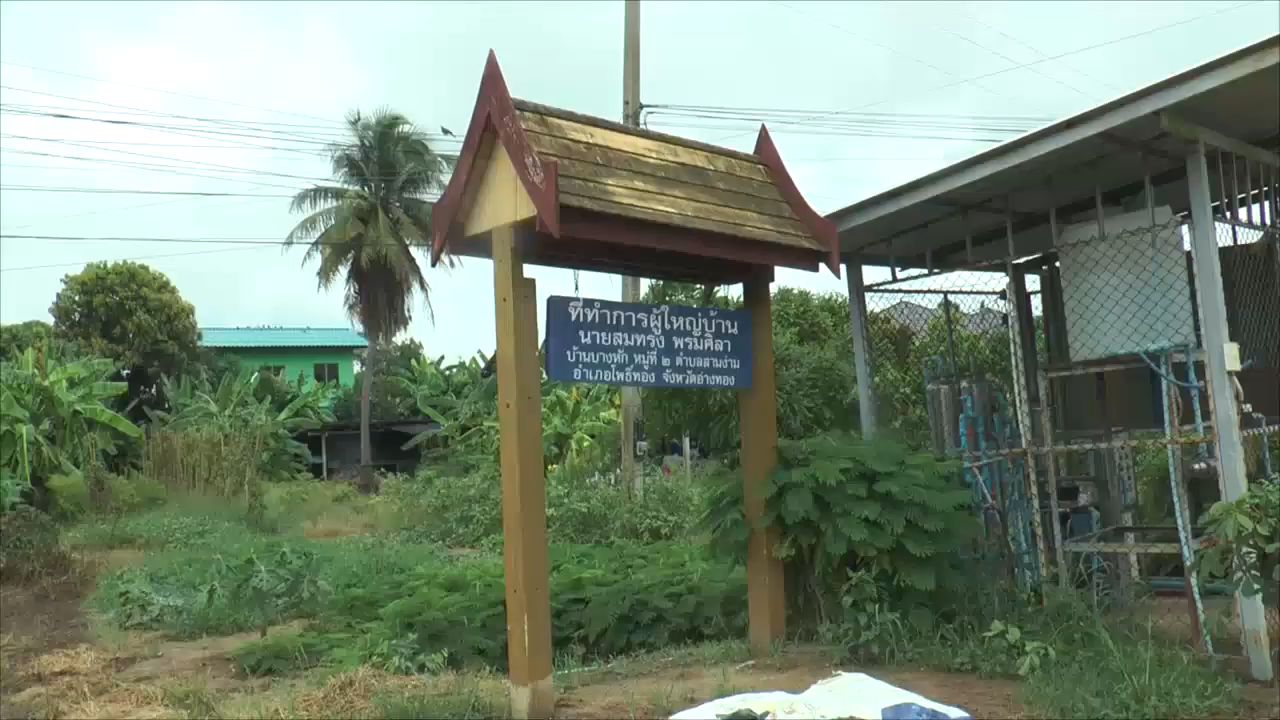 ที่ทำการผู้ใหญ่บ้าน
นายสมทรง พรมศิลา
บ้านบางหัก หมู่ที่ ๒ ตำบลสามง่าม
อำเภอโพธิ์ทอง จังหวัดอ่างทอง